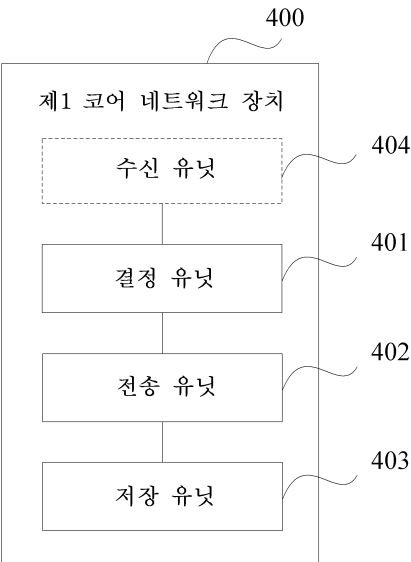 400
제1 코어 네트워크 장치
수신 유닛
404
결정 유닛
401
전송 유닛
402
저장 유닛
403